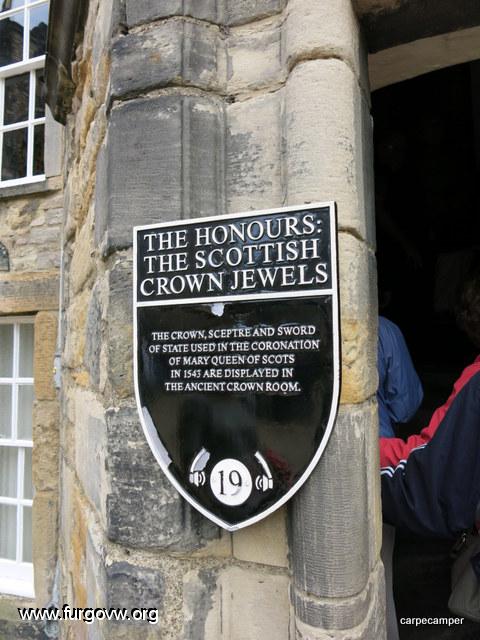 THE HONOURS:
THE SCOTTISH
CROWN JEWELS
THE CROWN, SCEPTRE AND SWORD
OF STATE USED IN THE CORONATION
OF MARY QUEEN OF SCOTS
IN 1543 ARE DISPLAYED IN
THE ANCIENT CROWN ROOM.
19
www.furgovw.org
carpecamper